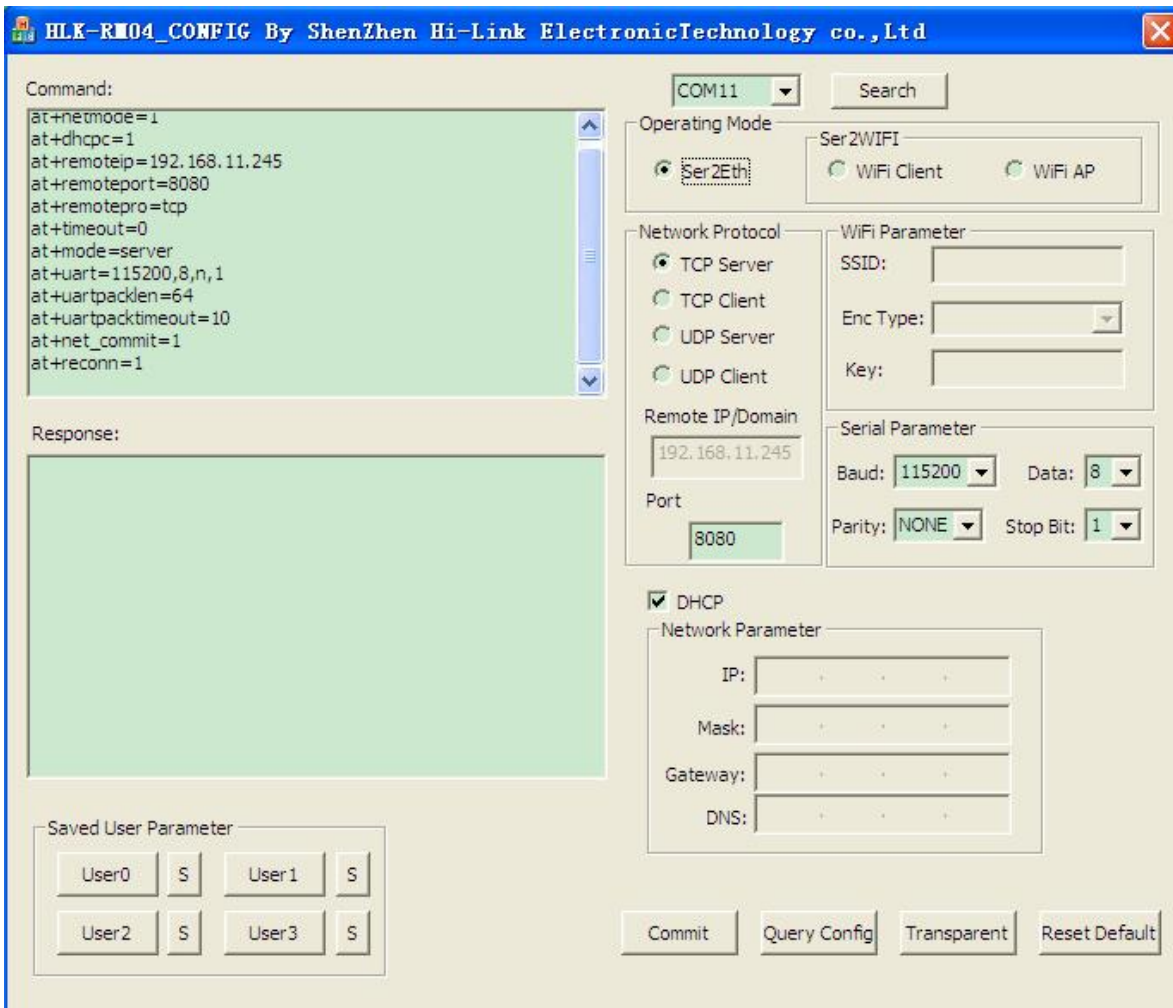 HLK-RM04_CONFIG By ShenZhen Hi-Link ElectronicTechnology co.,Ltd
Command:
at+netmode=1
at+dhcpc=1
at+remoteip=192.168.11.245
at+remoteport=8080
at+remotepro=tcp
at+timeout=0
at+mode=server
at+uart=115200,8,n,1
at+uartpacklen=64
at+uartpacktimeout=10
at+net_commit=1
at+reconn=1
Response:
Saved User Parameter
User0 S User1 S
User2 S User3 S
COM11 Search
Operating Mode
Ser2Eth
Ser2WIFI
WiFi Client WiFi AP
Network Protocol
TCP Server
TCP Client
UDP Server
UDP Client
Remote IP/Domain
192.168.11.245
Port
8080
WiFi Parameter
SSID:
Enc Type:
Key:
Serial Parameter
Baud: 115200 Data: 8
Parity: NONE Stop Bit: 1
DHCP
Network Parameter
IP:
Mask:
Gateway:
DNS:
Commit Query Config Transparent Reset Default